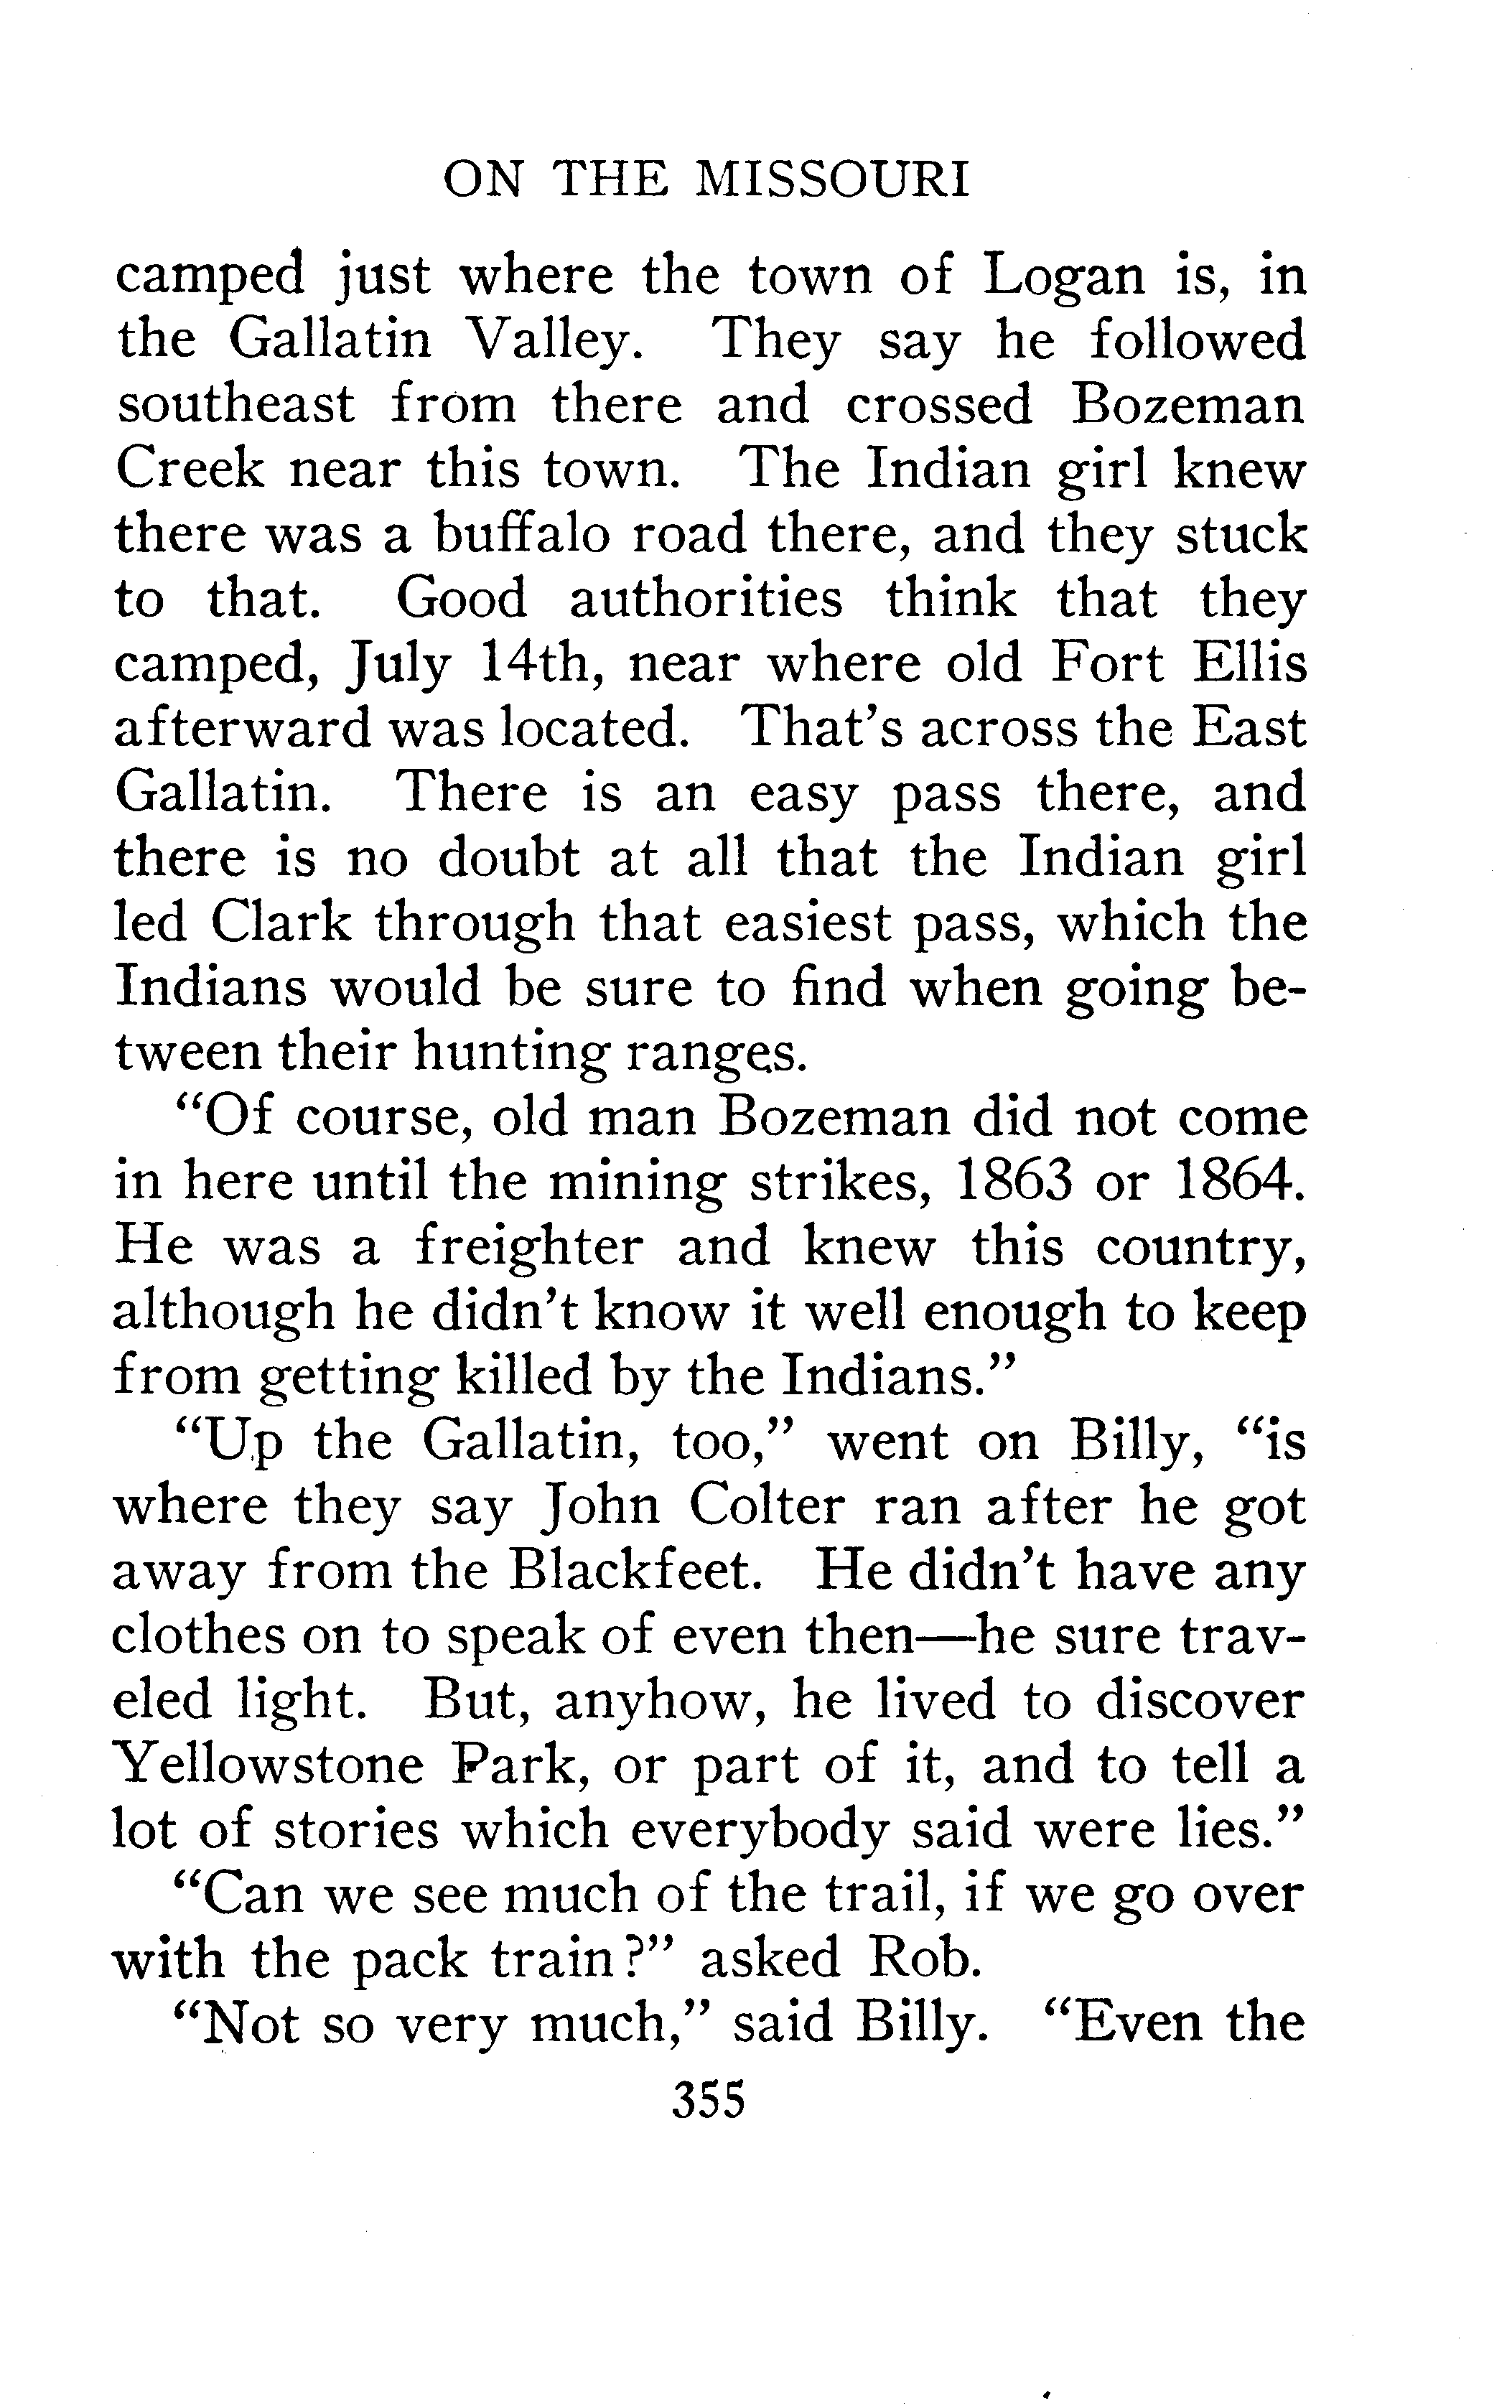 ON THE MISSOURI
camped just where the town of Logan is, in
the Gallatin Valley. They say he followed
southeast from there and crossed Bozeman
Creek near this town. The Indian girl knew
there was a buffalo road there, and they stuck
to that. Good authorities think that they
camped, July 14th, near where old Fort Ellis
afterward was located. That's across the East
Gallatin. There is an easy pass there, and
there is no doubt at all that the Indian girl
led Clark through that easiest pass, which the
Indians would be sure to find when going be-
tween their hunting ranges.
"Of course, old man Bozeman did not come
in here until the mining strikes, 1863 or 1864.
He was a freighter and knew this country,
although he didn't know it well enough to keep
from getting killed by the Indians."
"Up the Gallatin, too," went on Billy, "is
where they say John Colter ran after he got
away from the Blackfeet. He didn't have any
clothes on to speak of even then—he sure trav-
eled light. But, anyhow, he lived to discover
Yellowstone Park, or part of it, and to tell a
lot of stories which everybody said were lies."
"Can we see much of the trail, if we go over
with the pack train?" asked Rob.
"Not so very much," said Billy. "Even the
355